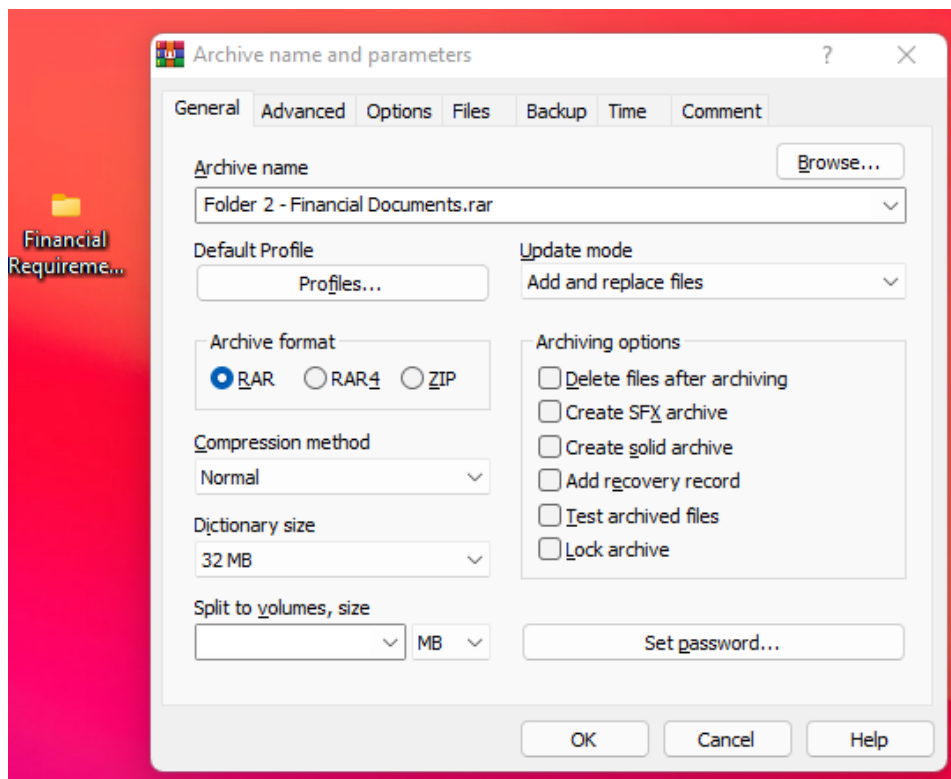 Archive name and parameters
?
General Advanced Options Files Backup Time Comment
Archive name
Browse...
Folder 2 - Financial Documents.rar
Financial
Requireme...
Default Profile
Profiles...
Update mode
Add and replace files
Archive format
RAR RAR4 ZIP
Compression method
Normal
Dictionary size
32 MB
Split to volumes, size
MB
Archiving options
Delete files after archiving
Create SFX archive
Create solid archive
Add recovery record
Test archived files
Lock archive
Set password...
OK Cancel Help